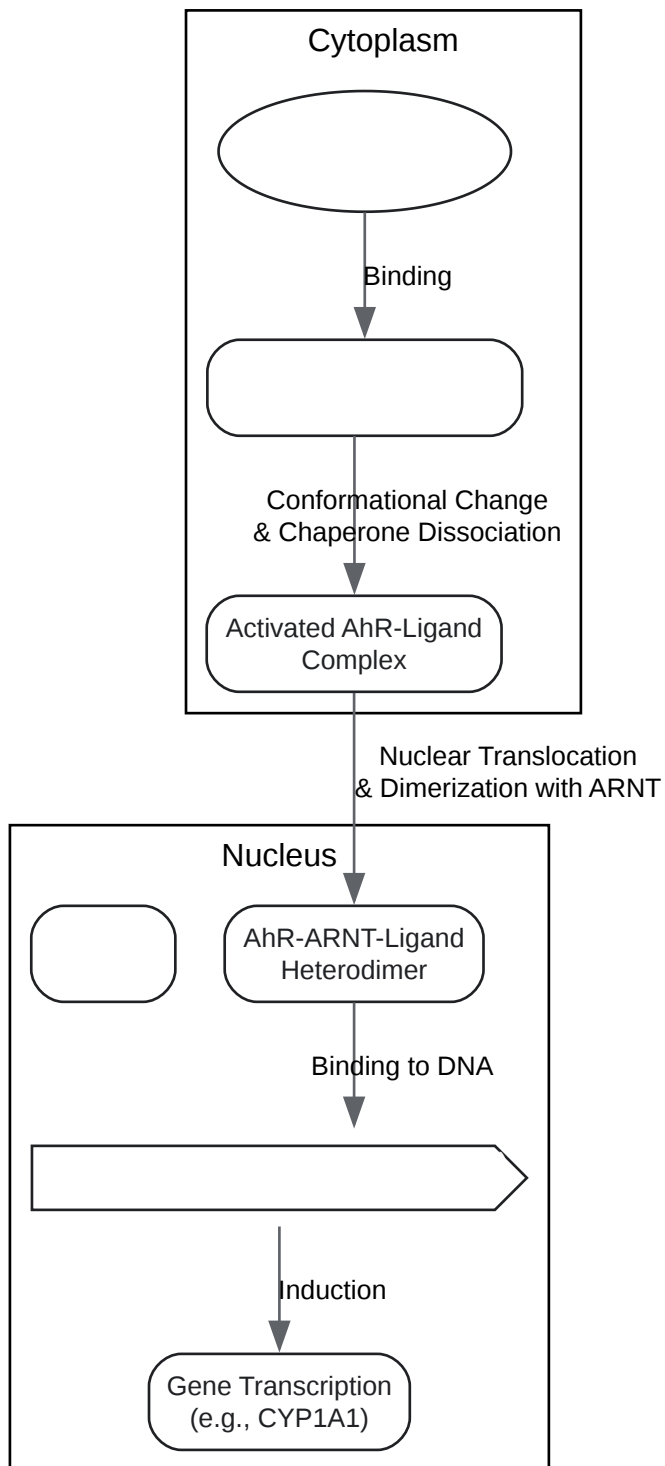 Cytoplasm
Binding
Conformational Change
& Chaperone Dissociation
Activated AhR-Ligand
Complex
Nuclear Translocation
& Dimerization with ARNT
Nucleus
AhR-ARNT-Ligand
Heterodimer
Binding to DNA
Induction
Gene Transcription
(e.g., CYP1A1)